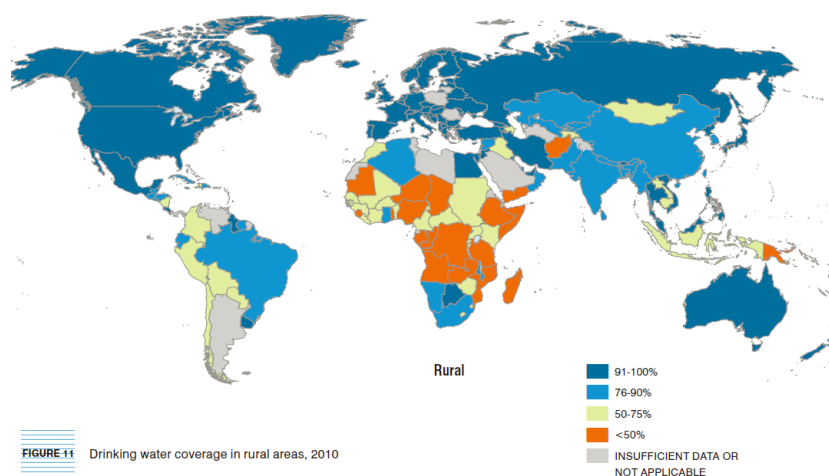 Rural
91-100%
76-90%
50-75%
<50%
INSUFFICIENT DATA OR
NOT APPLICABLE
FIGURE 11 Drinking water coverage in rural areas, 2010